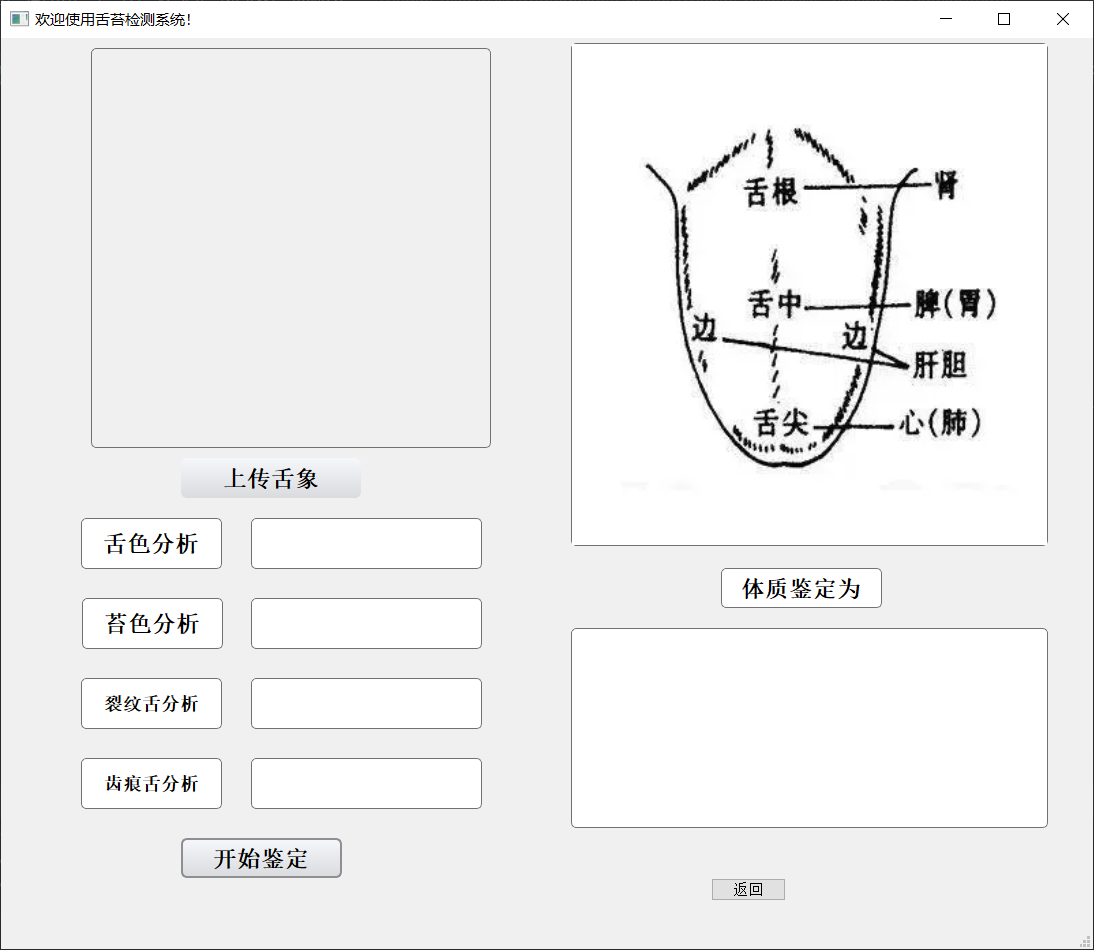 欢迎使用舌苔检测系统!
上传舌象
舌色分析
苔色分析
裂纹舌分析
齿痕舌分析
开始鉴定
舌根
肾
舌中
脾(胃)
边
边
肝胆
舌尖
心(肺)
体质鉴定为
返回